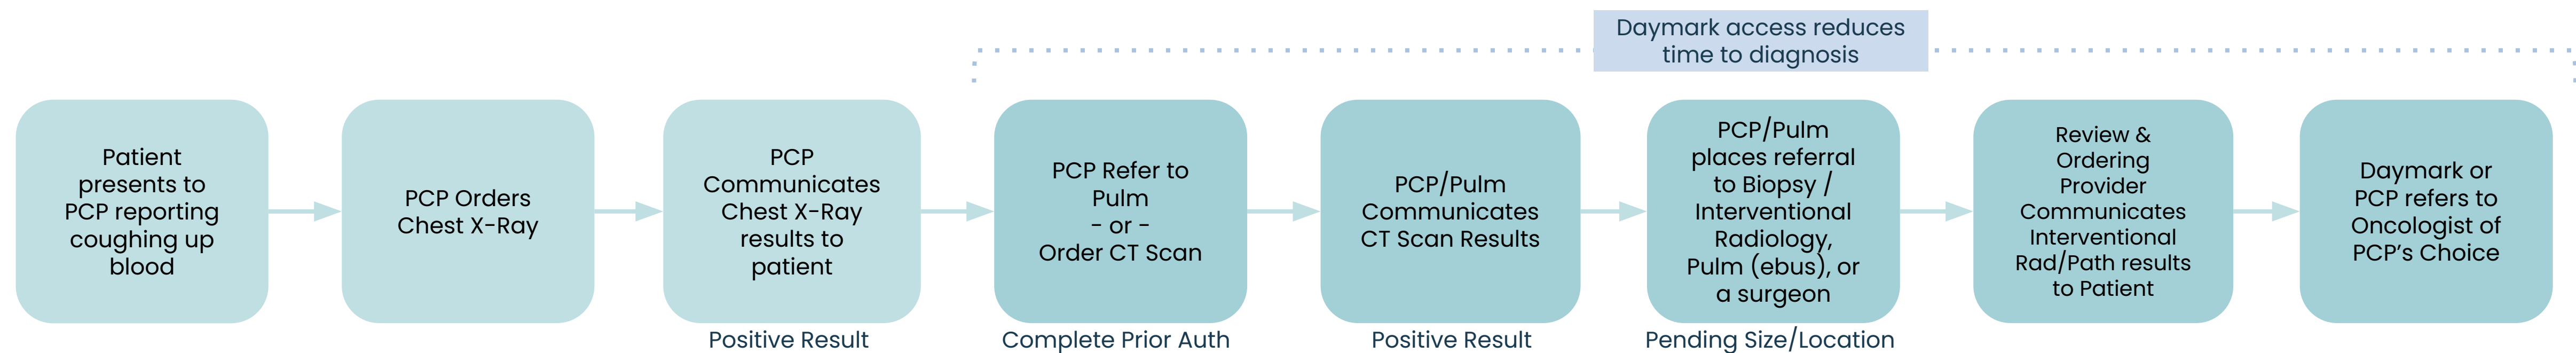 Daymark access reduces
time to diagnosis
Patient
presents to
PCP reporting
coughing up
blood
PCP Orders
Chest X-Ray
PCP
Communicates
Chest X-Ray
results to
patient
Positive Result
PCP Refer to
Pulm
- or -
Order CT Scan
Complete Prior Auth
PCP/Pulm
Communicates
CT Scan Results
Positive Result
PCP/Pulm
places referral
to Biopsy /
Interventional
Radiology,
Pulm (ebus), or
a surgeon
Pending Size/Location
Review &
Ordering
Provider
Communicates
Interventional
Rad/Path results
to Patient
Daymark or
PCP refers to
Oncologist of
PCP’s Choice